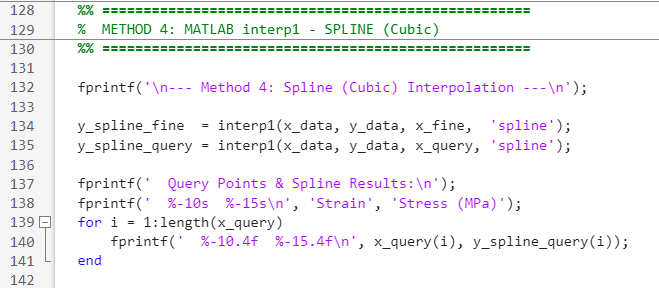 128 %% ====================================================
129 % METHOD 4: MATLAB interp1 - SPLINE (Cubic)
130 %% ====================================================
131
132 fprintf('\n--- Method 4: Spline (Cubic) Interpolation ---\n');
133
134 y_spline_fine  = interp1(x_data, y_data, x_fine,  'spline');
135 y_spline_query = interp1(x_data, y_data, x_query, 'spline');
136
137 fprintf('  Query Points & Spline Results:\n');
138 fprintf('  %-10s  %-15s\n', 'Strain', 'Stress (MPa)');
139 for i = 1:length(x_query)
140     fprintf('  %-10.4f  %-15.4f\n', x_query(i), y_spline_query(i));
141 end
142